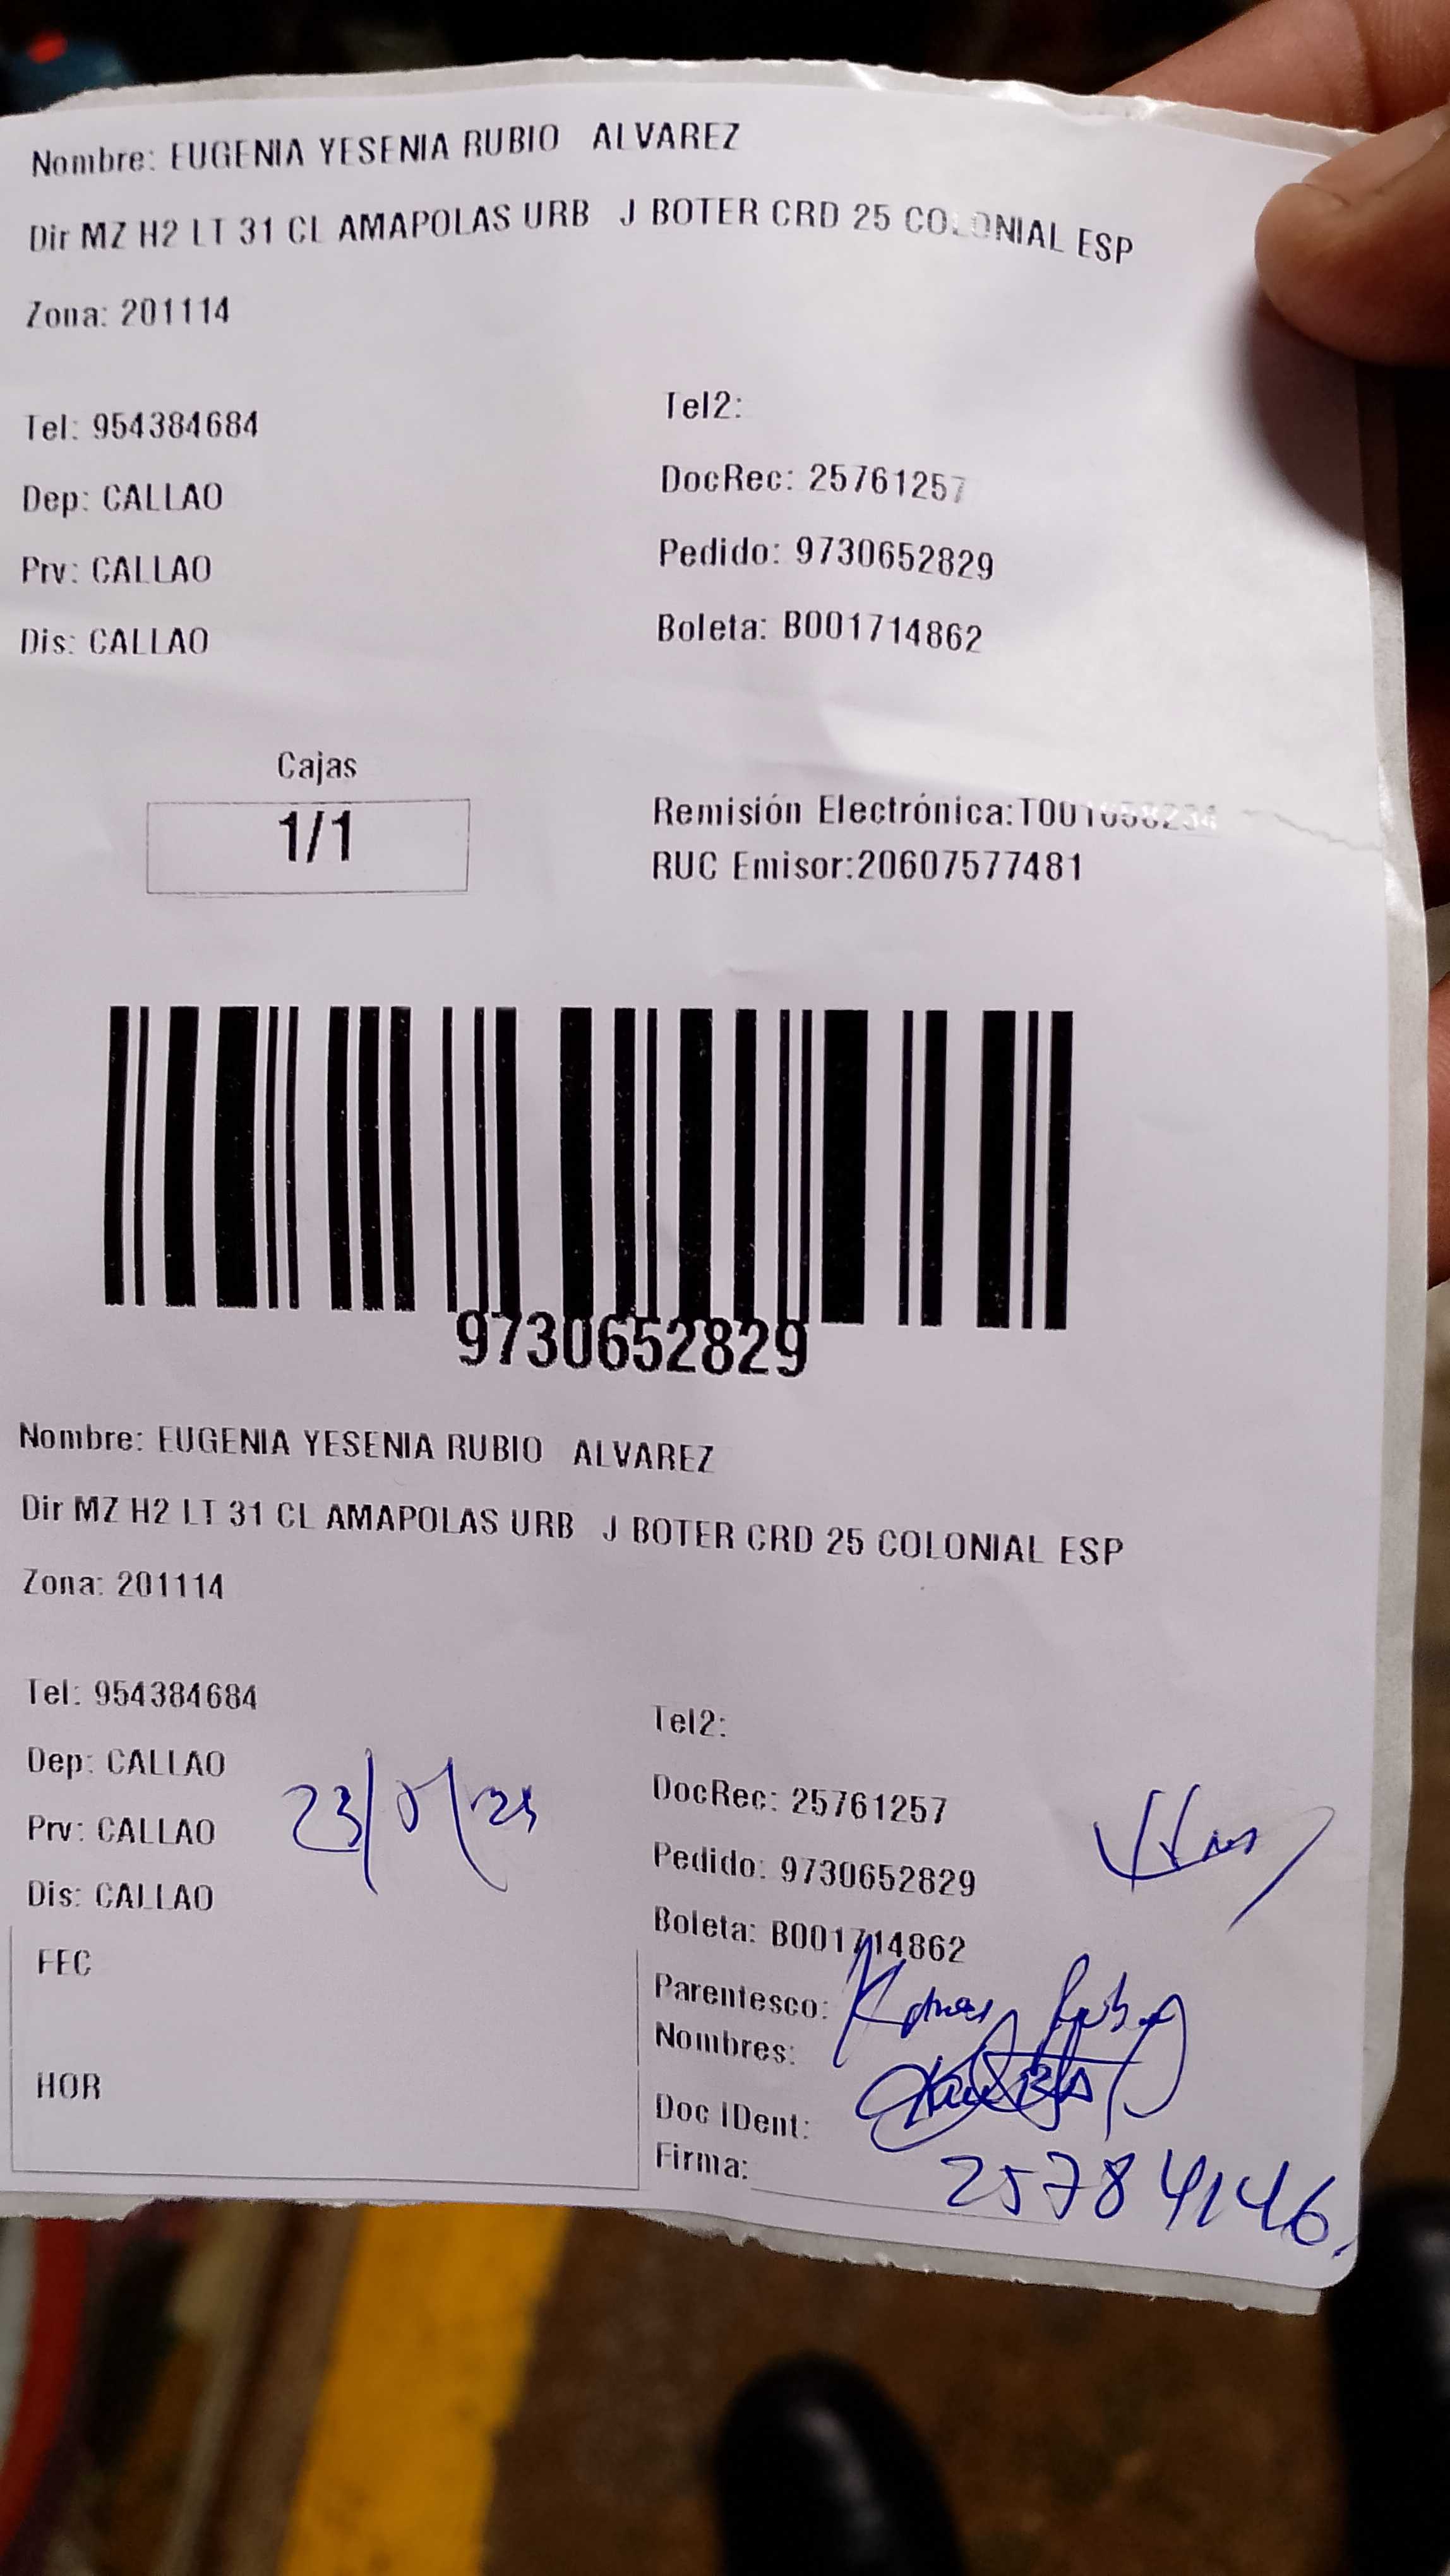 Nombre: EUGENIA YESENIA RUBIO ALVAREZ
Dir MZ H2 LT 31 CL AMAPOLAS URB J BOTER CRD 25 COLONIAL ESP
Zona: 201114
Tel: 954384684
Tel2:
Dep: CALLAO
DocRec: 25761257
Prv: CALLAO
Pedido: 9730652829
Dis: CALLAO
Boleta: B001714862
Cajas
1/1
Remisión Electrónica:T001658234
RUC Emisor:20607577481
9730652829
Nombre: EUGENIA YESENIA RUBIO ALVAREZ
Dir MZ H2 LT 31 CL AMAPOLAS URB J BOTER CRD 25 COLONIAL ESP
Zona: 201114
Tel: 954384684
Tel2:
Dep: CALLAO
DocRec: 25761257
Prv: CALLAO
Pedido: 9730652829
Dis: CALLAO
Boleta: B001714862
FEC
Parentesco:
Nombres:
HOR
Doc IDent:
Firma:
25784146